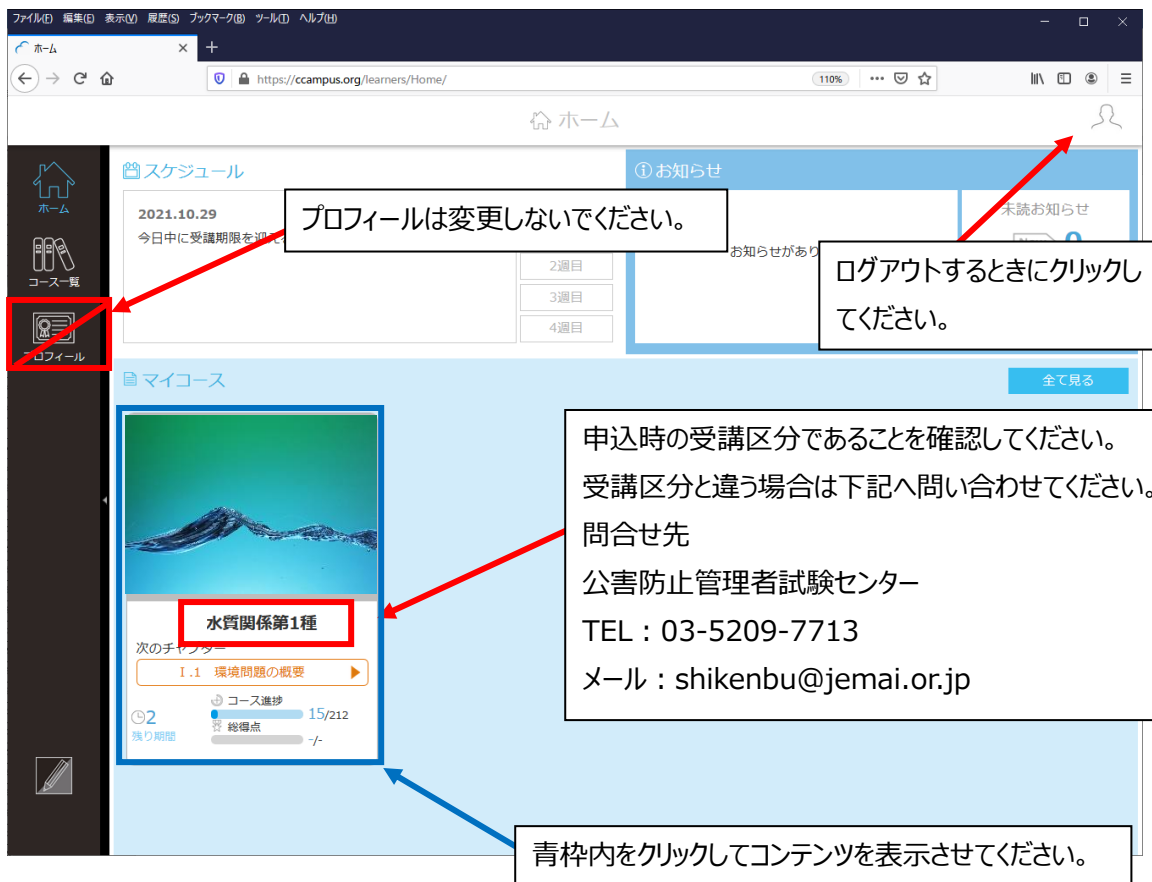 ファイル(F) 編集(E) 表示(V) 履歴(S) ブックマーク(B) ツール(T) ヘルプ(H)
ホーム
https://ccampus.org/learners/Home/
110%
ホーム
ホーム
コース一覧
プロフィール
スケジュール
2021.10.29
今日中に受講期限を迎え
2週目
3週目
4週目
お知らせ
お知らせがあり
未読お知らせ
プロフィールは変更しないでください。
ログアウトするときにクリックし
てください。
マイコース
全て見る
水質関係第1種
次のチャプター
Ⅰ.1 環境問題の概要
コース進捗
15/212
2
残り期間
総得点
-/-
申込時の受講区分であることを確認してください。
受講区分と違う場合は下記へ問い合わせてください。
問合せ先
公害防止管理者試験センター
TEL：03-5209-7713
メール：shikenbu@jemai.or.jp
青枠内をクリックしてコンテンツを表示させてください。